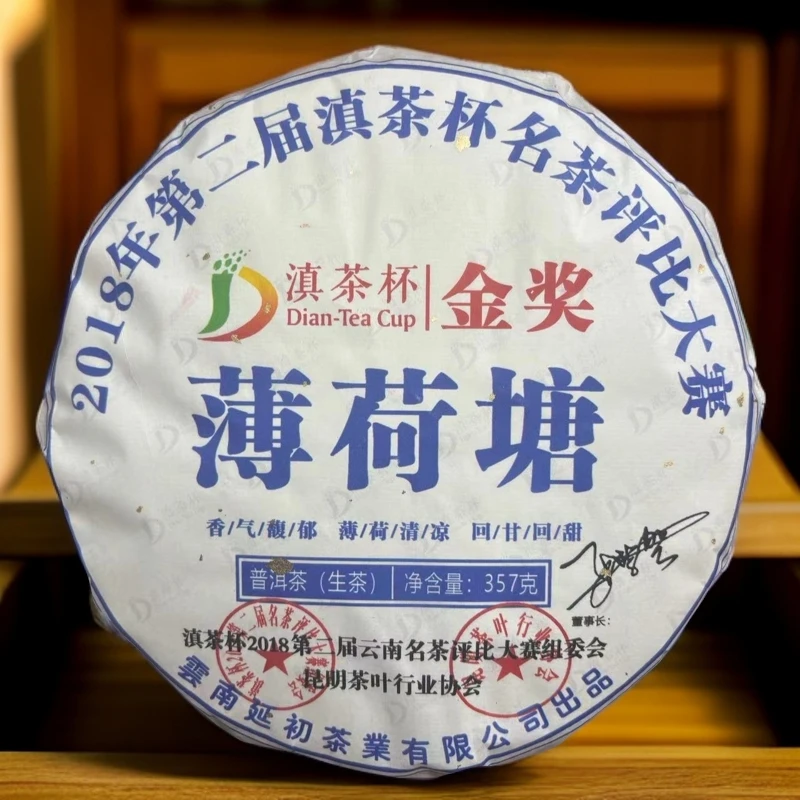 2018年第二届滇茶杯名茶评比大赛
滇茶杯
Dian-Tea Cup
金奖
薄荷塘
香/气/馥/郁 薄/荷/清/凉 回/甘/回/甜
普洱茶（生茶） 净含量：357克
董事长：
滇茶杯2018第二届云南名茶评比大赛组委会
昆明茶叶行业协会
雲南延初茶業有限公司出品